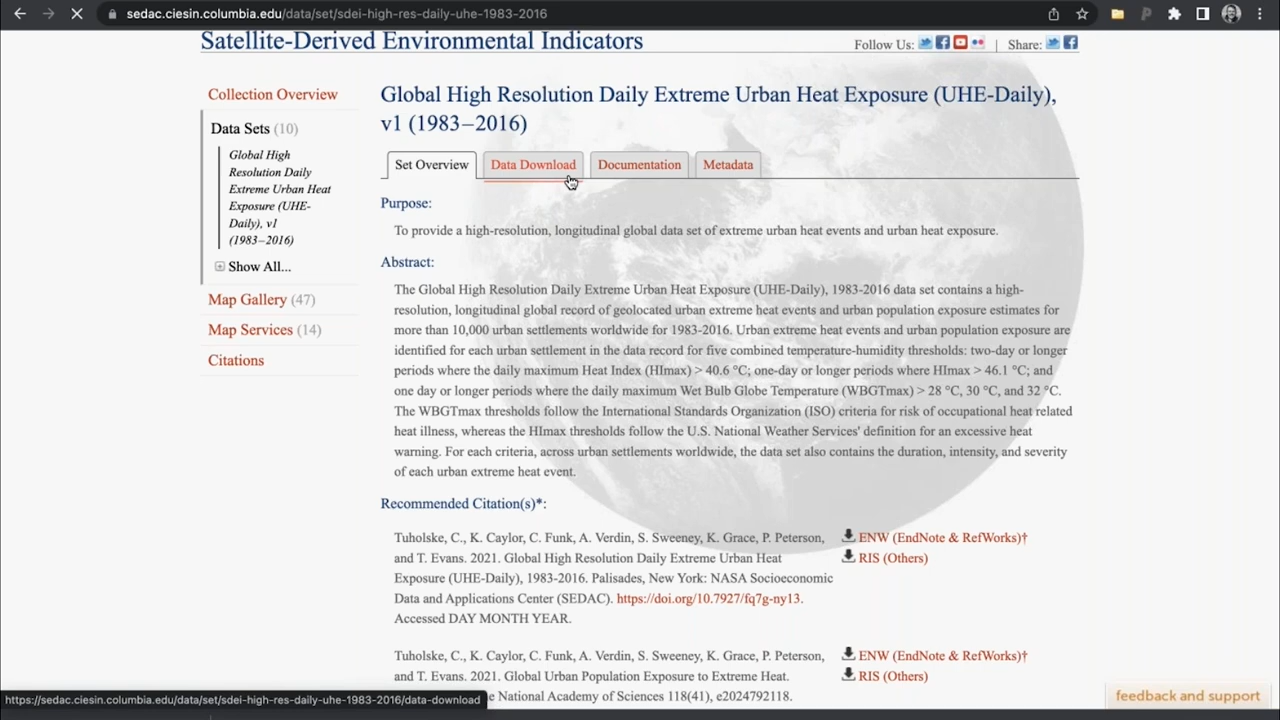 sedac.ciesin.columbia.edu/data/set/sdei-high-res-daily-uhe-1983-2016
Satellite-Derived Environmental Indicators
Follow Us: | Share:
Collection Overview
Data Sets (10)
Global High
Resolution Daily
Extreme Urban Heat
Exposure (UHE-
Daily), v1
(1983–2016)
Show All...
Map Gallery (47)
Map Services (14)
Citations
Global High Resolution Daily Extreme Urban Heat Exposure (UHE-Daily),
v1 (1983–2016)
Set Overview Data Download Documentation Metadata
Purpose:
To provide a high-resolution, longitudinal global data set of extreme urban heat events and urban heat exposure.
Abstract:
The Global High Resolution Daily Extreme Urban Heat Exposure (UHE-Daily), 1983-2016 data set contains a high-
resolution, longitudinal global record of geolocated urban extreme heat events and urban population exposure estimates for
more than 10,000 urban settlements worldwide for 1983-2016. Urban extreme heat events and urban population exposure are
identified for each urban settlement in the data record for five combined temperature-humidity thresholds: two-day or longer
periods where the daily maximum Heat Index (HImax) > 40.6 °C; one-day or longer periods where HImax > 46.1 °C; and
one day or longer periods where the daily maximum Wet Bulb Globe Temperature (WBGTmax) > 28 °C, 30 °C, and 32 °C.
The WBGTmax thresholds follow the International Standards Organization (ISO) criteria for risk of occupational heat related
heat illness, whereas the HImax thresholds follow the U.S. National Weather Services' definition for an excessive heat
warning. For each criteria, across urban settlements worldwide, the data set also contains the duration, intensity, and severity
of each urban extreme heat event.
Recommended Citation(s)*:
Tuholske, C., K. Caylor, C. Funk, A. Verdin, S. Sweeney, K. Grace, P. Peterson,
and T. Evans. 2021. Global High Resolution Daily Extreme Urban Heat
Exposure (UHE-Daily), 1983-2016. Palisades, New York: NASA Socioeconomic
Data and Applications Center (SEDAC). https://doi.org/10.7927/fq7g-ny13.
Accessed DAY MONTH YEAR.
ENW (EndNote & RefWorks)†
RIS (Others)
Tuholske, C., K. Caylor, C. Funk, A. Verdin, S. Sweeney, K. Grace, P. Peterson,
and T. Evans. 2021. Global Urban Population Exposure to Extreme Heat.
e National Academy of Sciences 118(41), e2024792118.
ENW (EndNote & RefWorks)†
RIS (Others)
https://sedac.ciesin.columbia.edu/data/set/sdei-high-res-daily-uhe-1983-2016/data-download
feedback and support